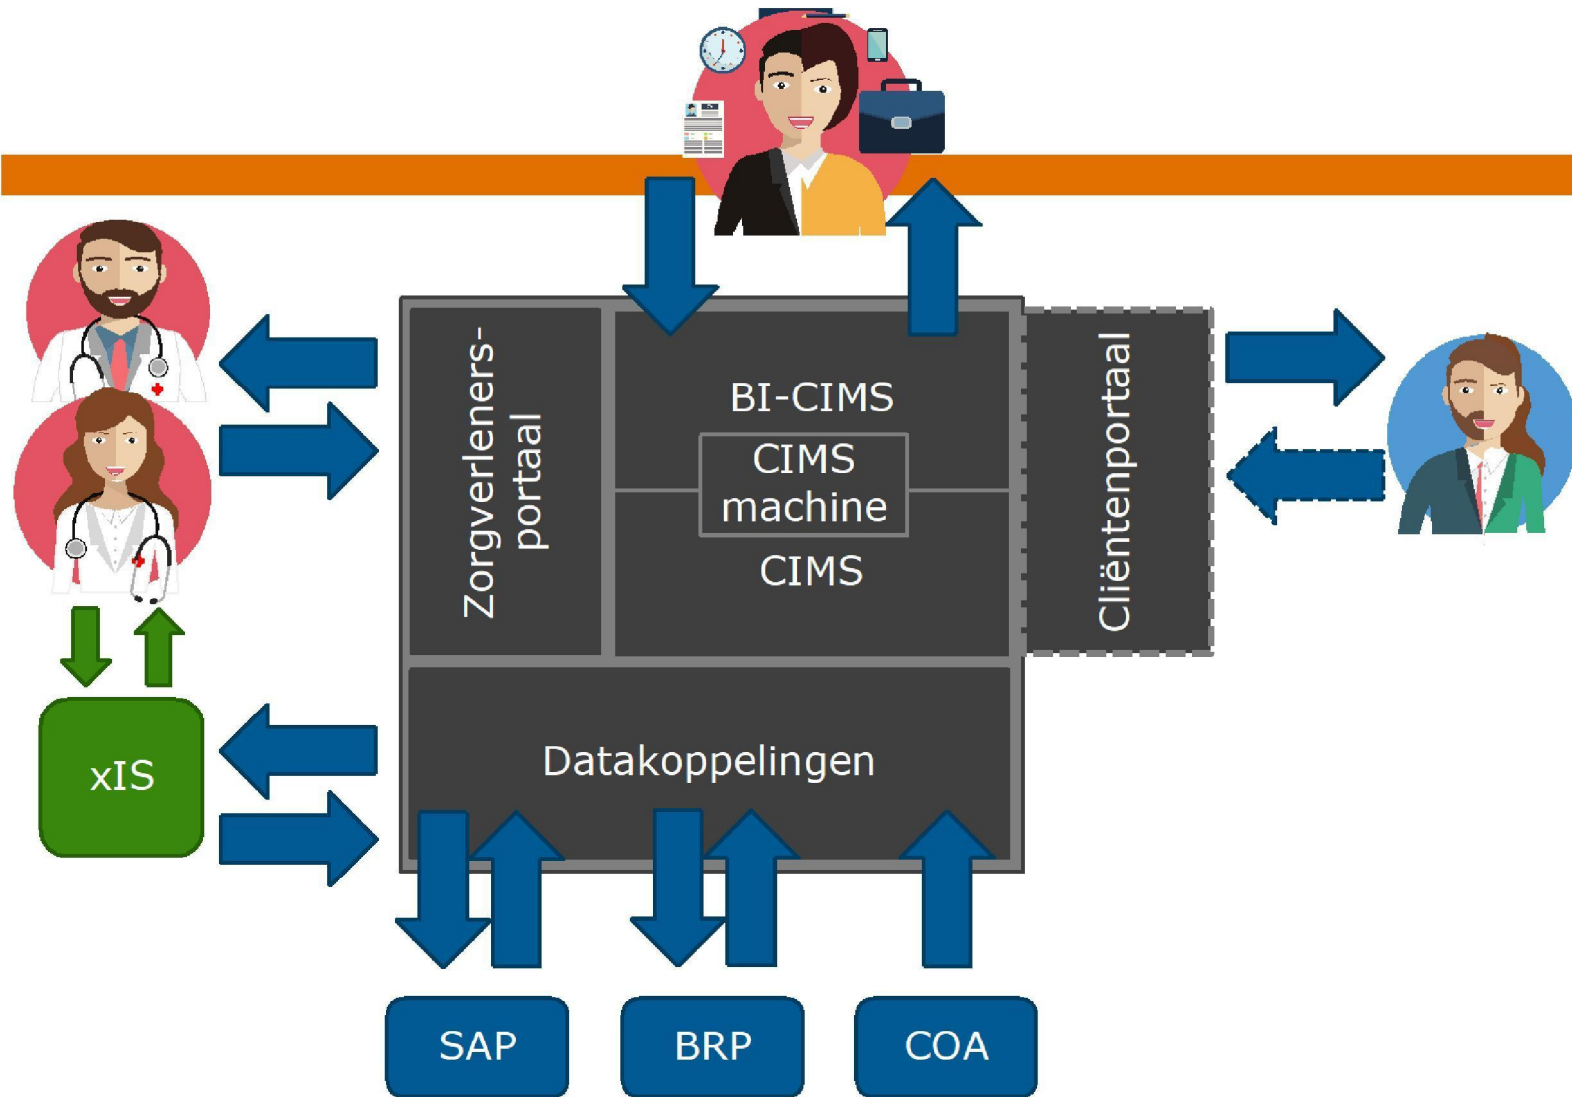 Zorgverleners-
portaal
BI-CIMS
CIMS
machine
CIMS
Cliëntenportaal
Datakoppelingen
xIS
SAP
BRP
COA